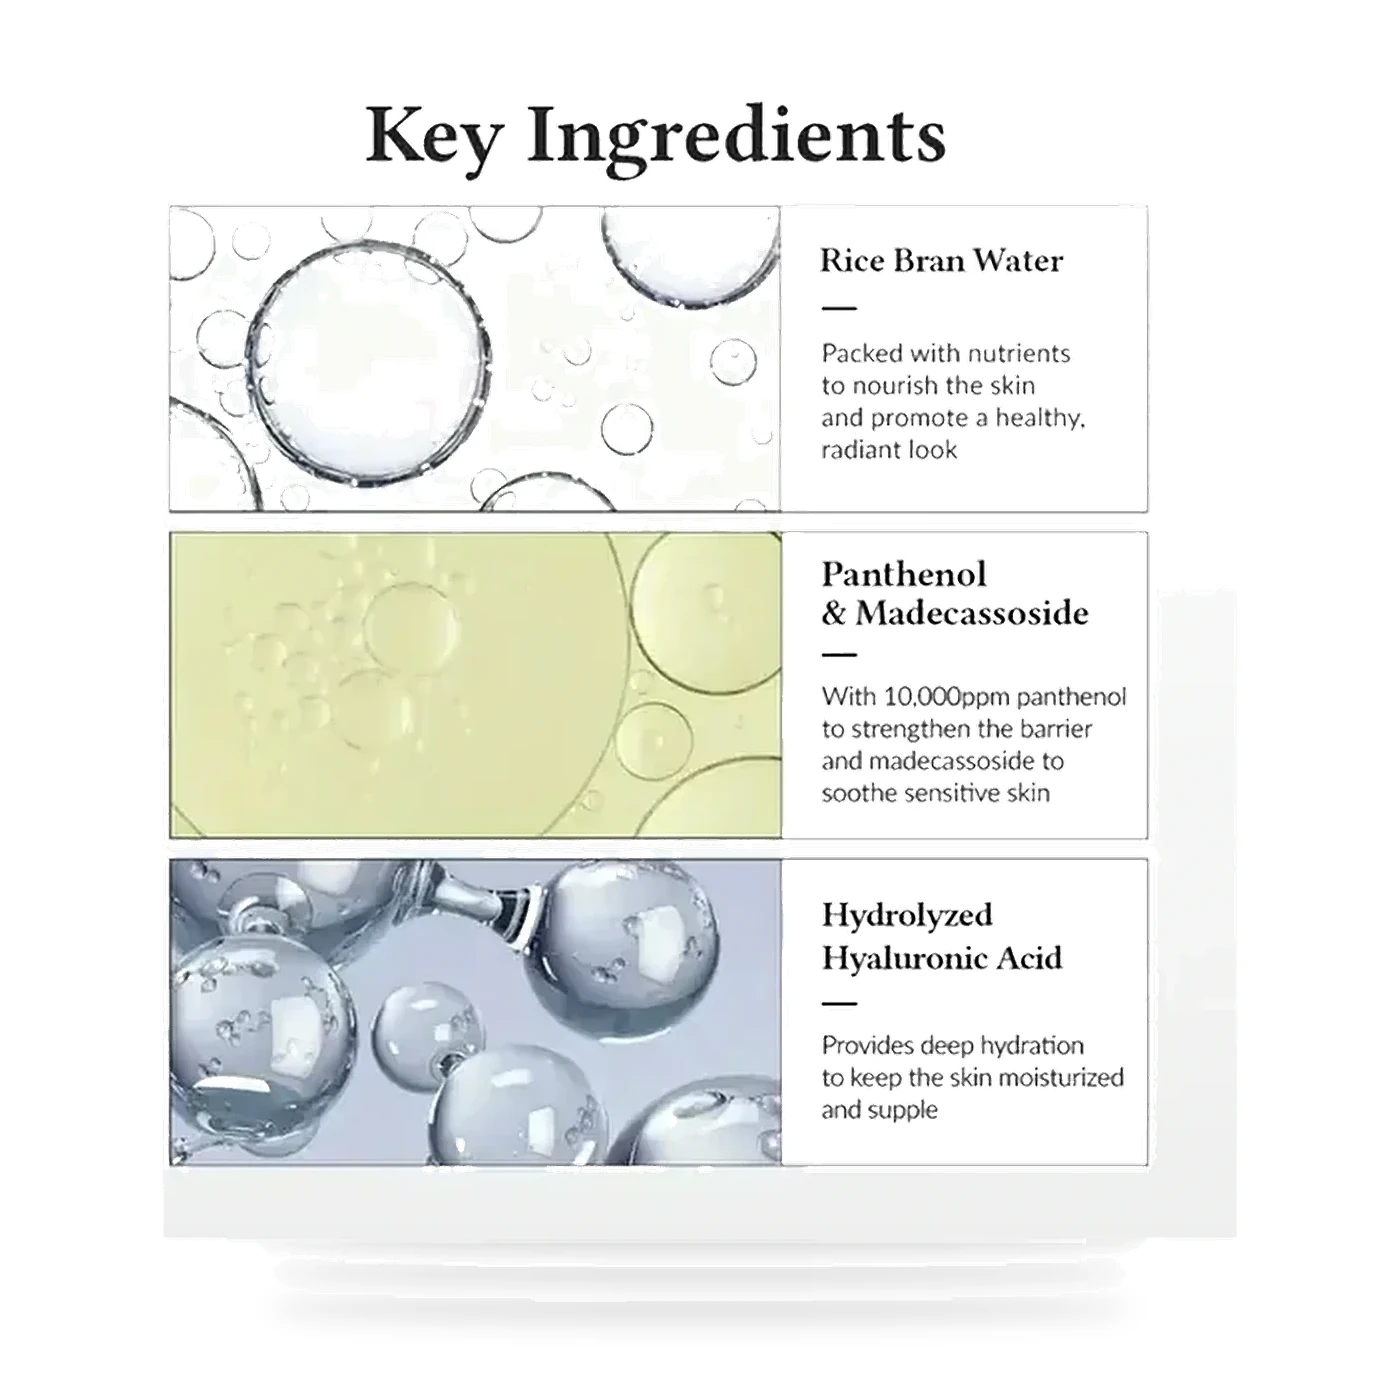 Key Ingredients
Rice Bran Water
Packed with nutrients
to nourish the skin
and promote a healthy,
radiant look
Panthenol
& Madecassoside
With 10,000ppm panthenol
to strengthen the barrier
and madecassoside to
soothe sensitive skin
Hydrolyzed
Hyaluronic Acid
Provides deep hydration
to keep the skin moisturized
and supple